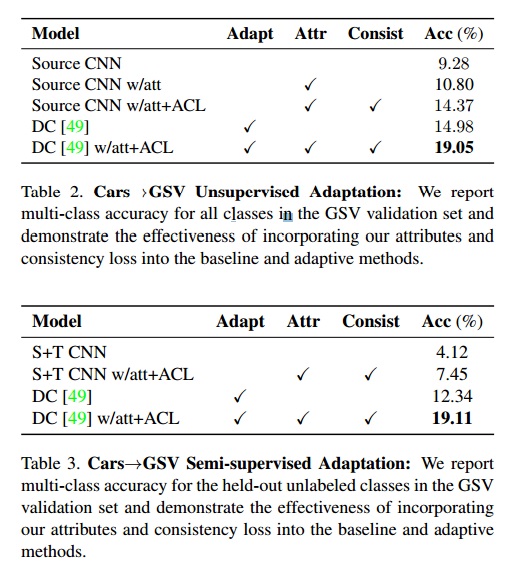 Model Adapt Attr Consist Acc (%)
Source CNN 9.28
Source CNN w/att ✓ 10.80
Source CNN w/att+ACL ✓ ✓ 14.37
DC [49] ✓ 14.98
DC [49] w/att+ACL ✓ ✓ ✓ 19.05
Table 2. Cars →GSV Unsupervised Adaptation: We report
multi-class accuracy for all classes in the GSV validation set and
demonstrate the effectiveness of incorporating our attributes and
consistency loss into the baseline and adaptive methods.
Model Adapt Attr Consist Acc (%)
S+T CNN 4.12
S+T CNN w/att+ACL ✓ ✓ 7.45
DC [49] ✓ 12.34
DC [49] w/att+ACL ✓ ✓ ✓ 19.11
Table 3. Cars→GSV Semi-supervised Adaptation: We report
multi-class accuracy for the held-out unlabeled classes in the GSV
validation set and demonstrate the effectiveness of incorporating
our attributes and consistency loss into the baseline and adaptive
methods.